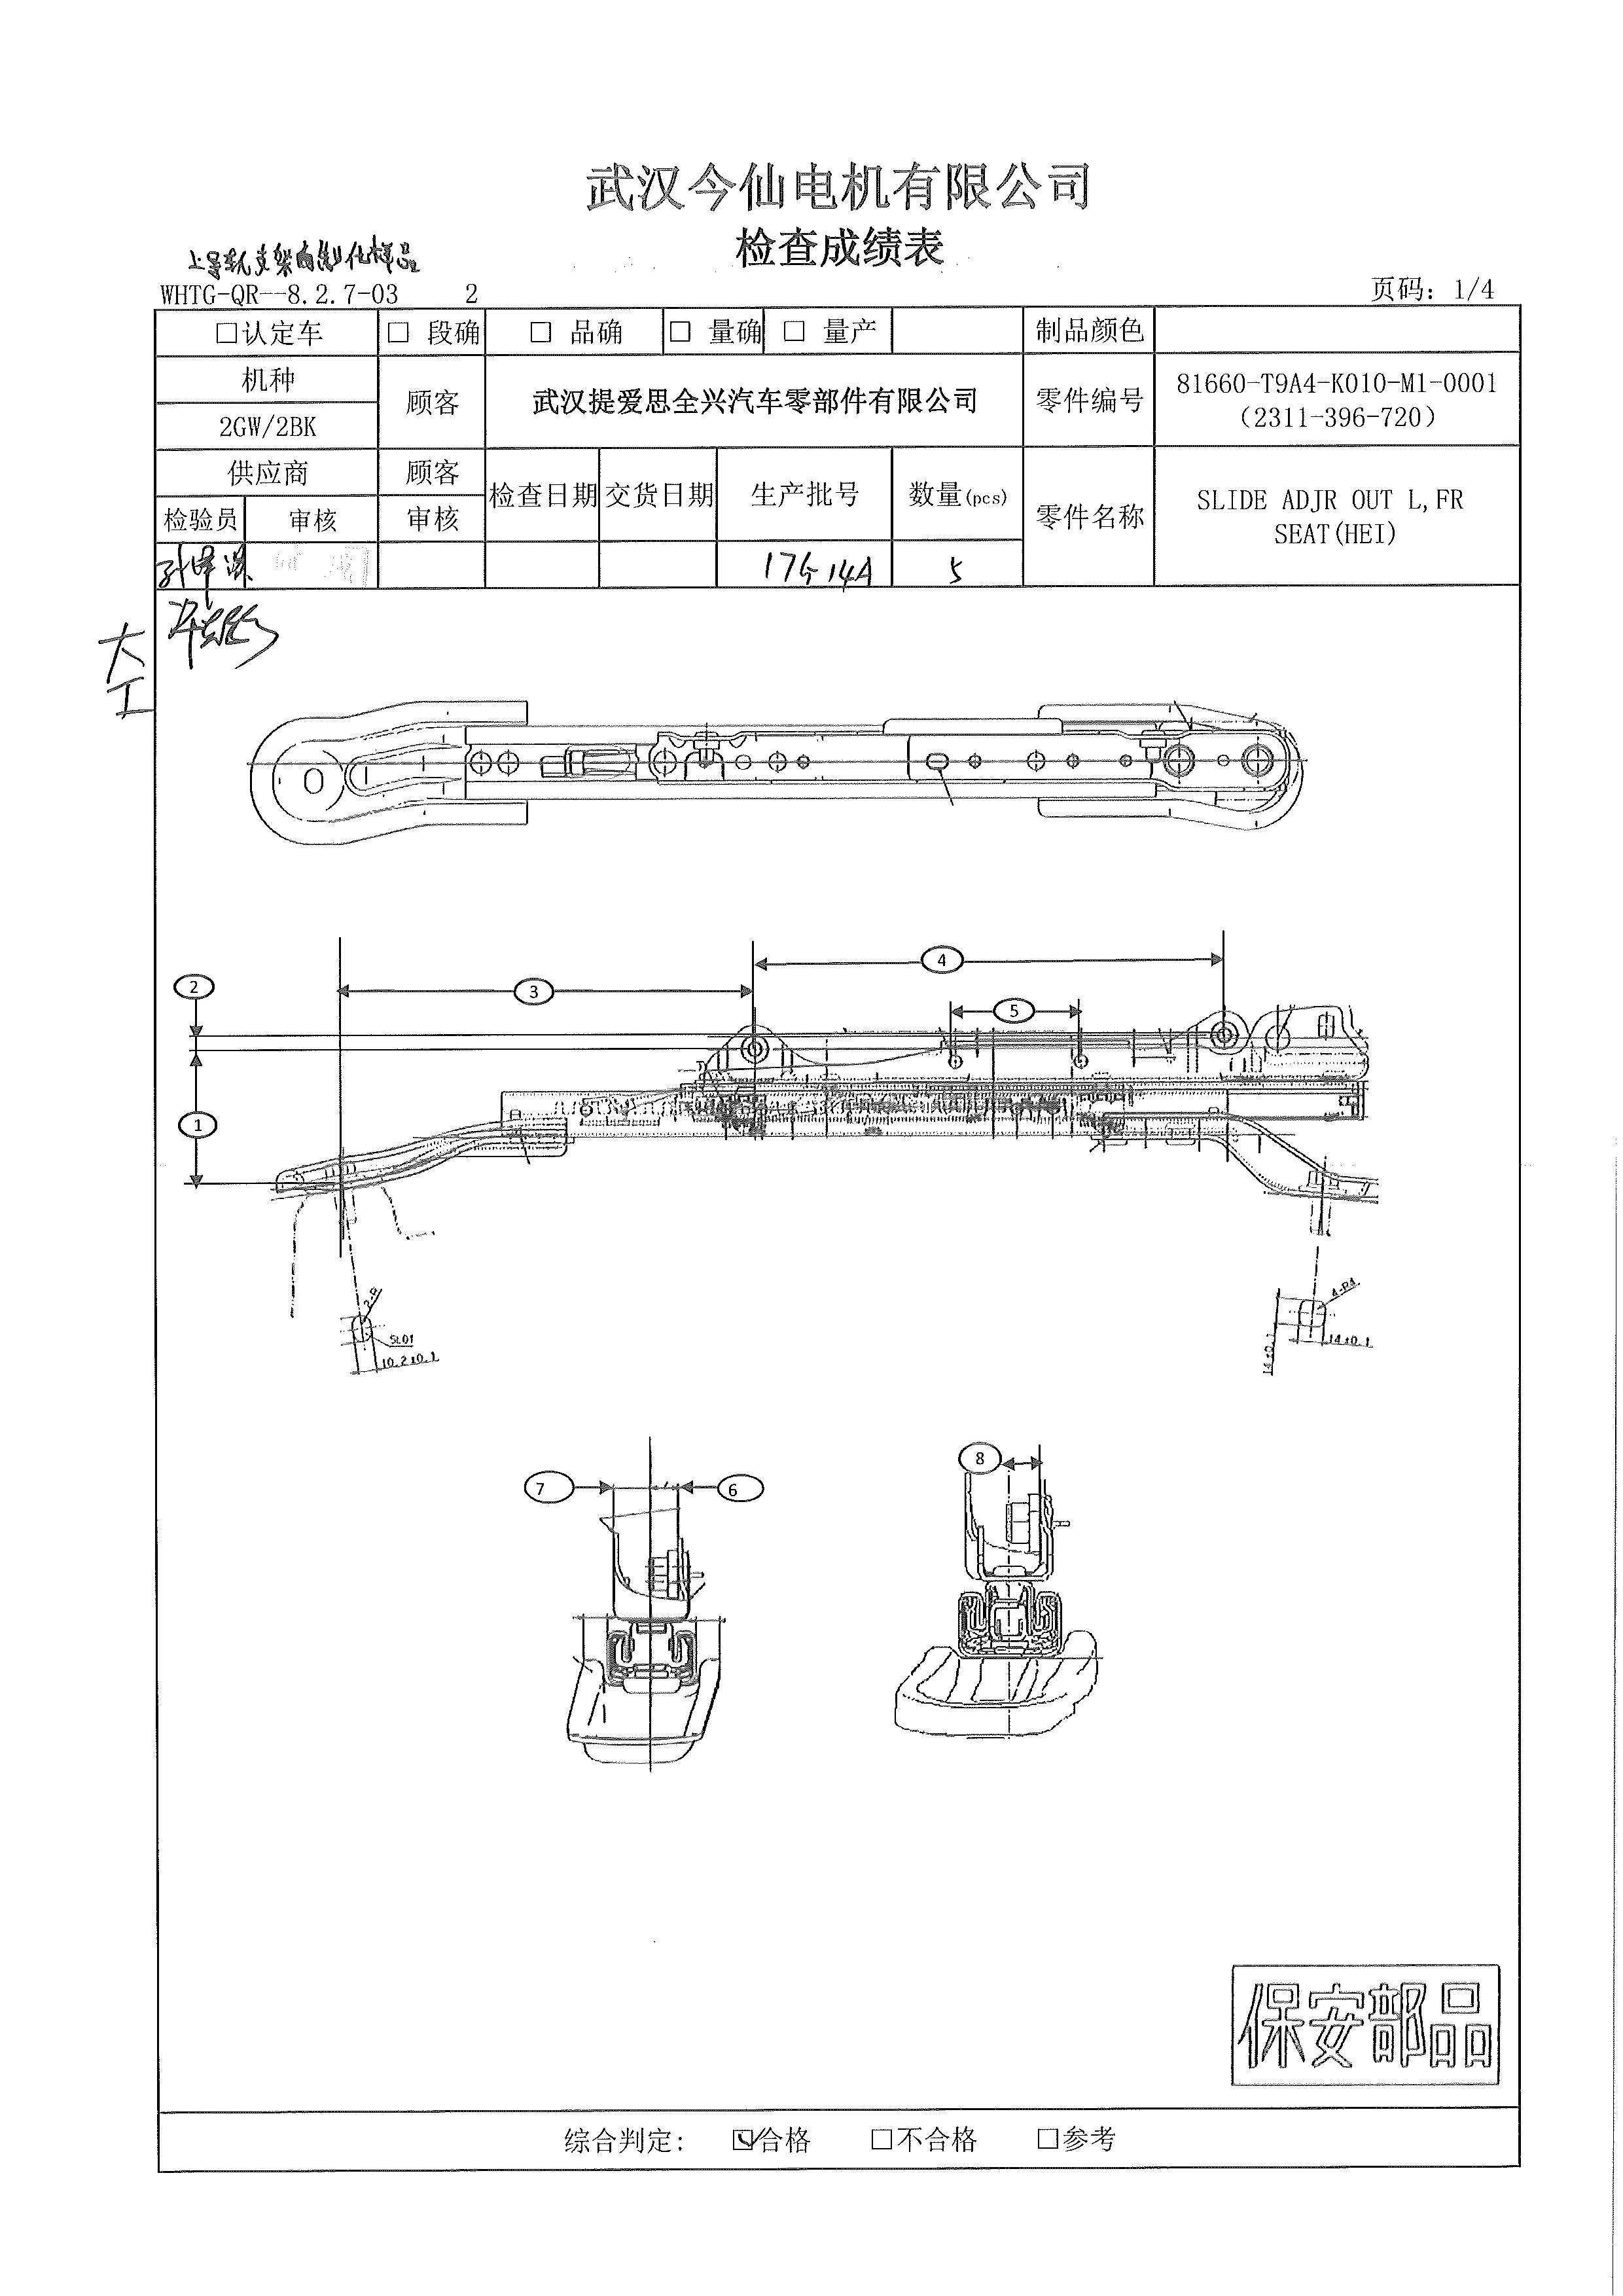 武汉今仙电机有限公司
检查成绩表
上导轨支架自制化样品
WHTG-QR--8.2.7-03 2 页码：1/4
□认定车 □ 段确 □ 品确 □ 量确 □ 量产 制品颜色
机种 顾客 武汉提爱思全兴汽车零部件有限公司 零件编号 81660-T9A4-K010-M1-0001
（2311-396-720）
2GW/2BK
供应商 顾客 检查日期 交货日期 生产批号 数量(pcs) 零件名称 SLIDE ADJR OUT L,FR
SEAT(HEI)
检验员 审核 审核
14A 5
大
工
4
2
3
5
1
4-R4
SL01
10.2±0.1
14±0.1
14±0.1
8
7 6
保安部品
综合判定： ☑合格 □不合格 □参考